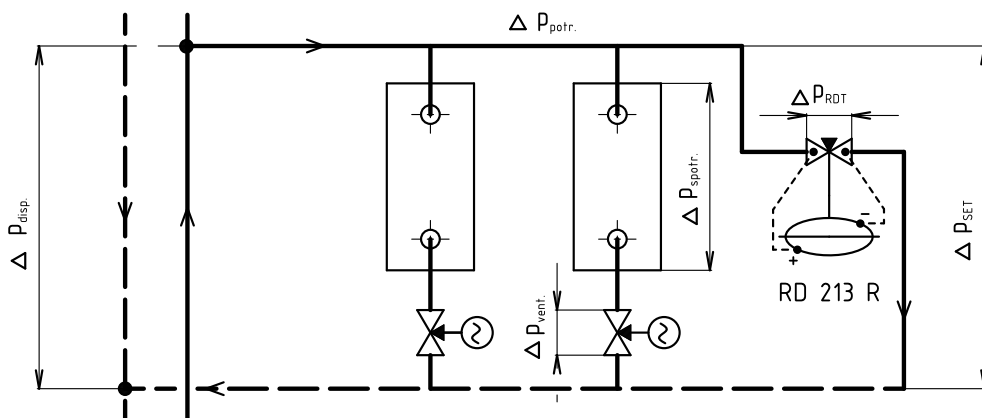 Δ Ppotr.
Δ Pdisp.
Δ Pspotr.
Δ Pvent.
Δ PRDT
Δ PSET
−
+
RD 213 R